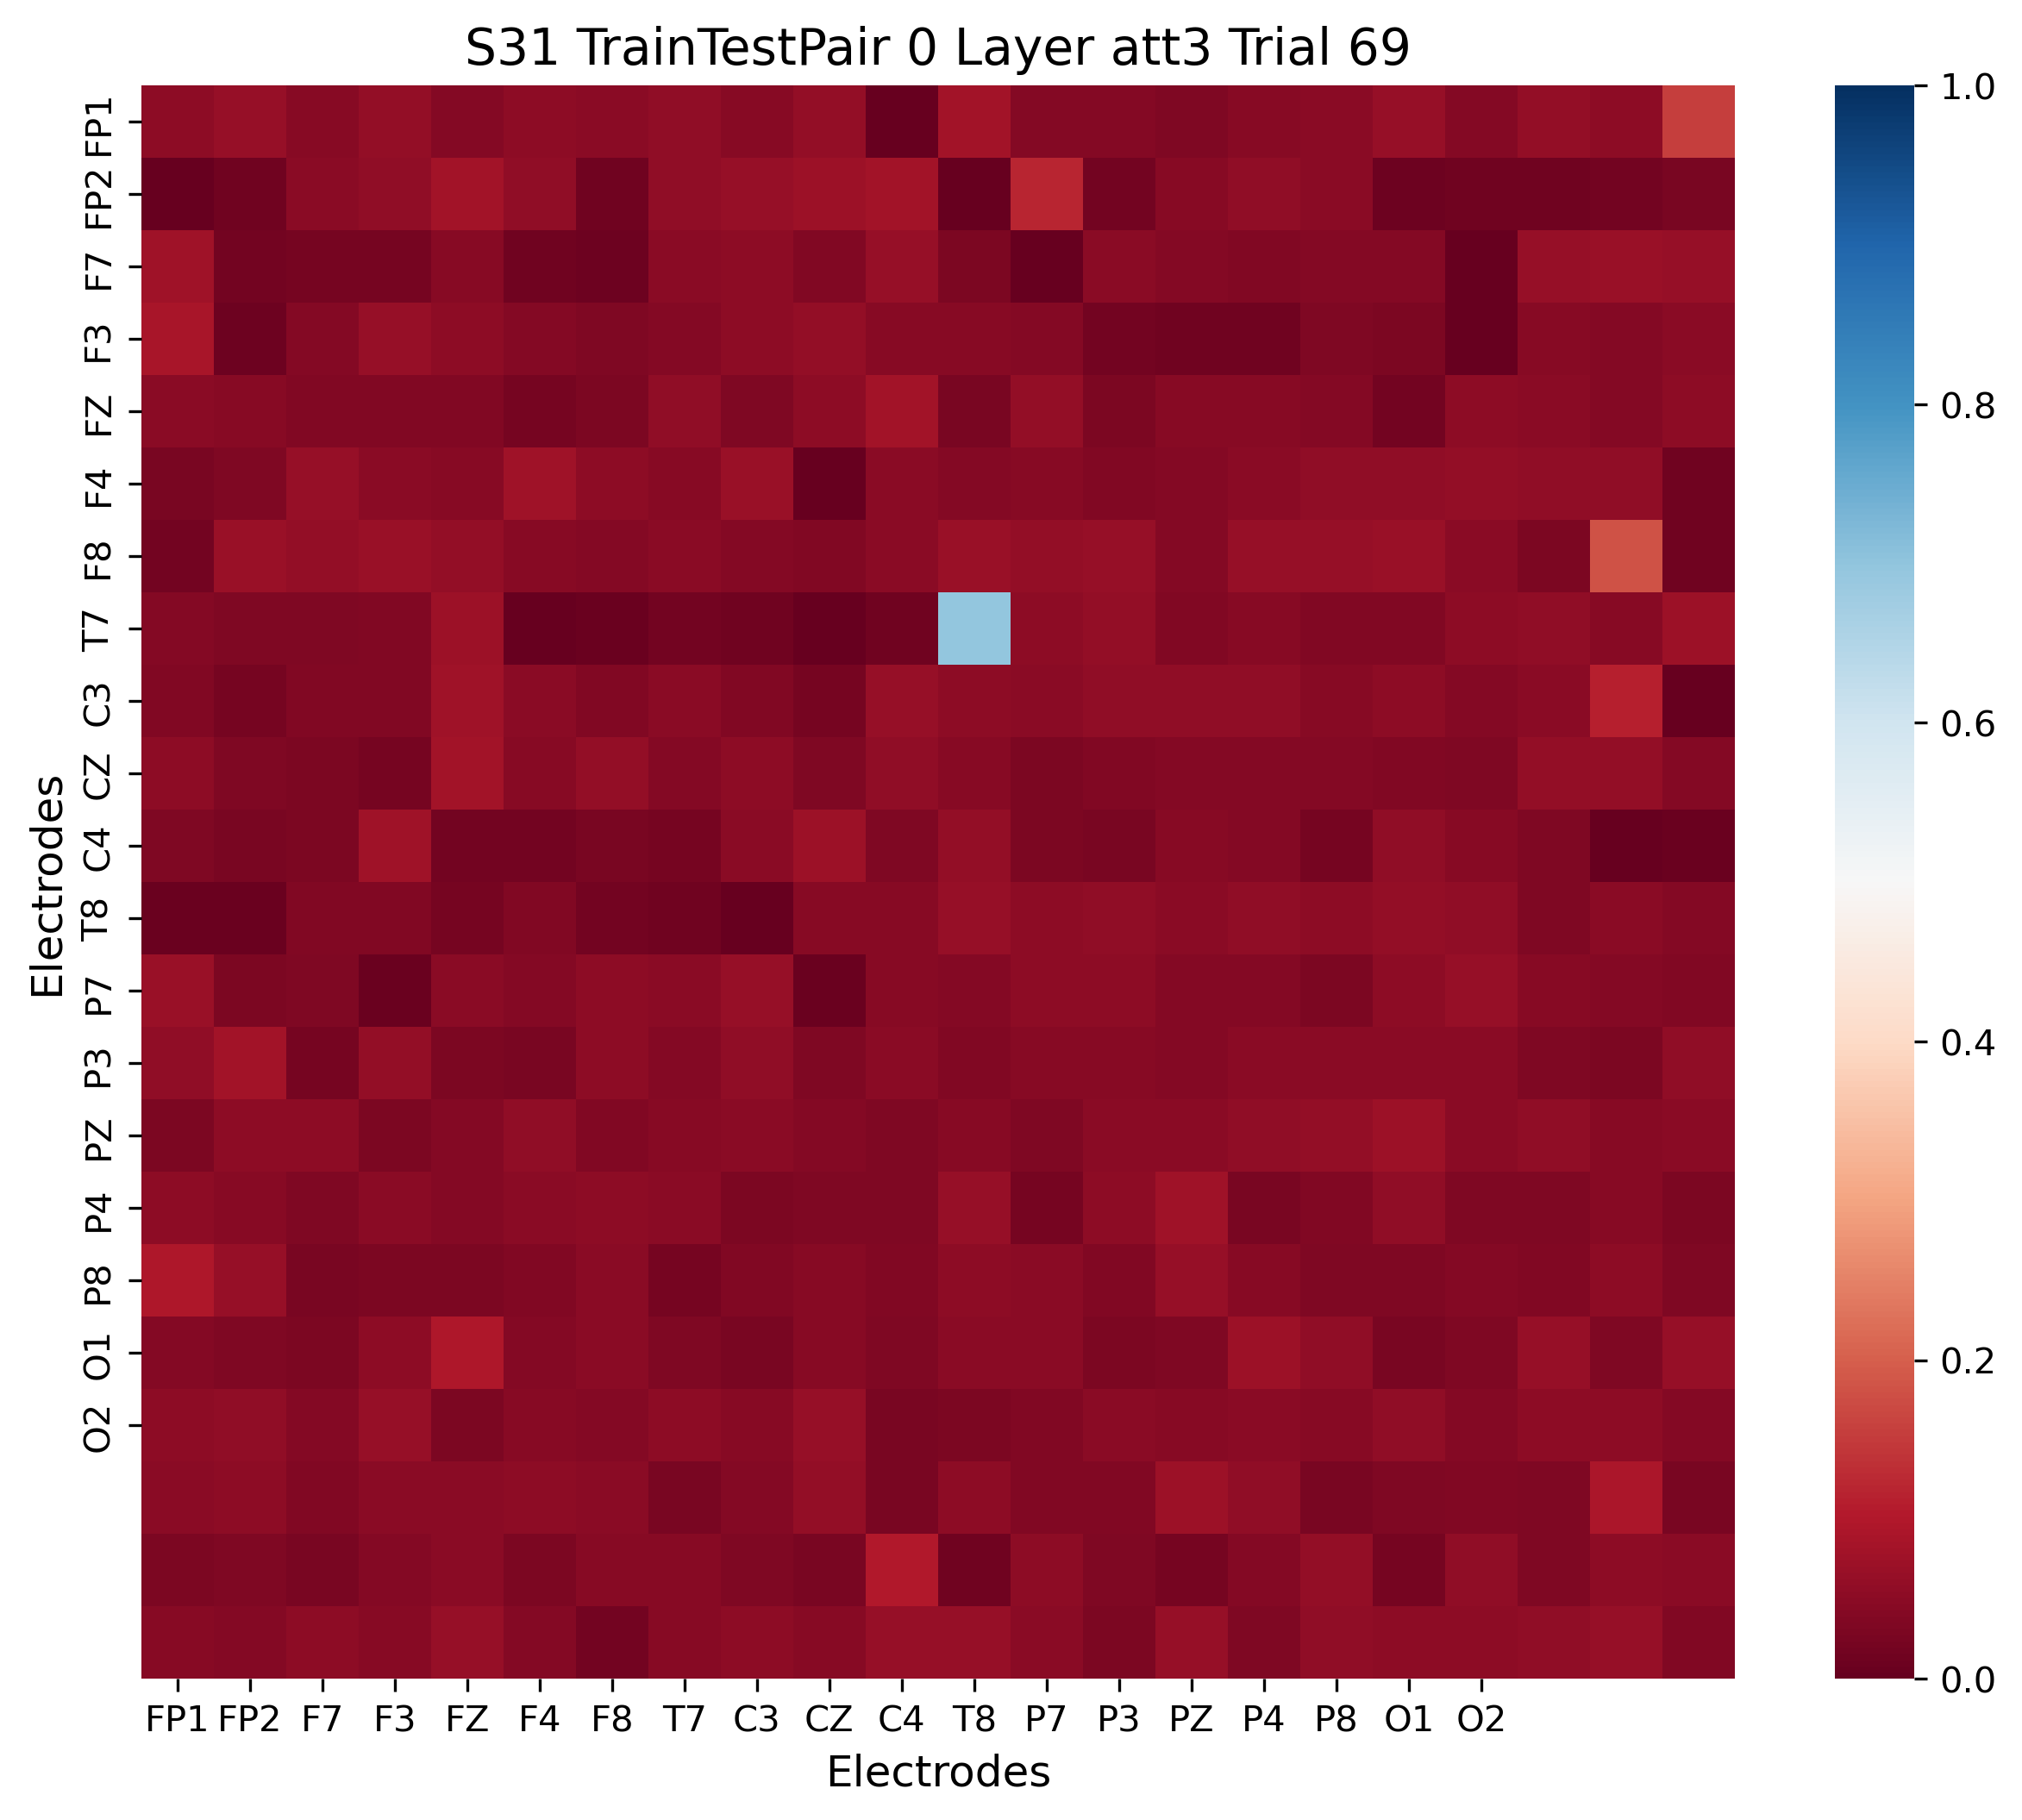 S31 TrainTestPair 0 Layer att3 Trial 69
Electrodes
FP1
FP2
F7
F3
FZ
F4
F8
T7
C3
CZ
C4
T8
P7
P3
PZ
P4
P8
O1
O2
FP1 FP2 F7 F3 FZ F4 F8 T7 C3 CZ C4 T8 P7 P3 PZ P4 P8 O1 O2
Electrodes
1.0
0.8
0.6
0.4
0.2
0.0